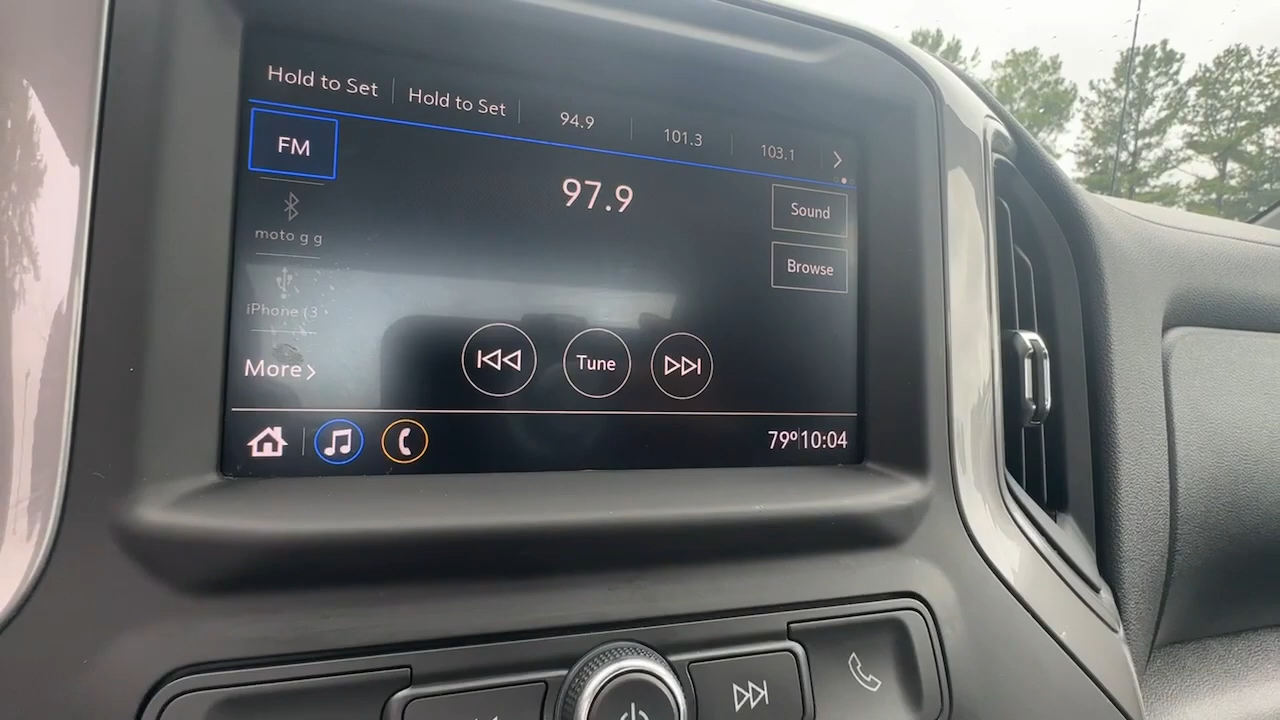 Hold to Set
Hold to Set
94.9
101.3
103.1
FM
97.9
Sound
moto g g
Browse
iPhone (3
More
Tune
79º 10:04